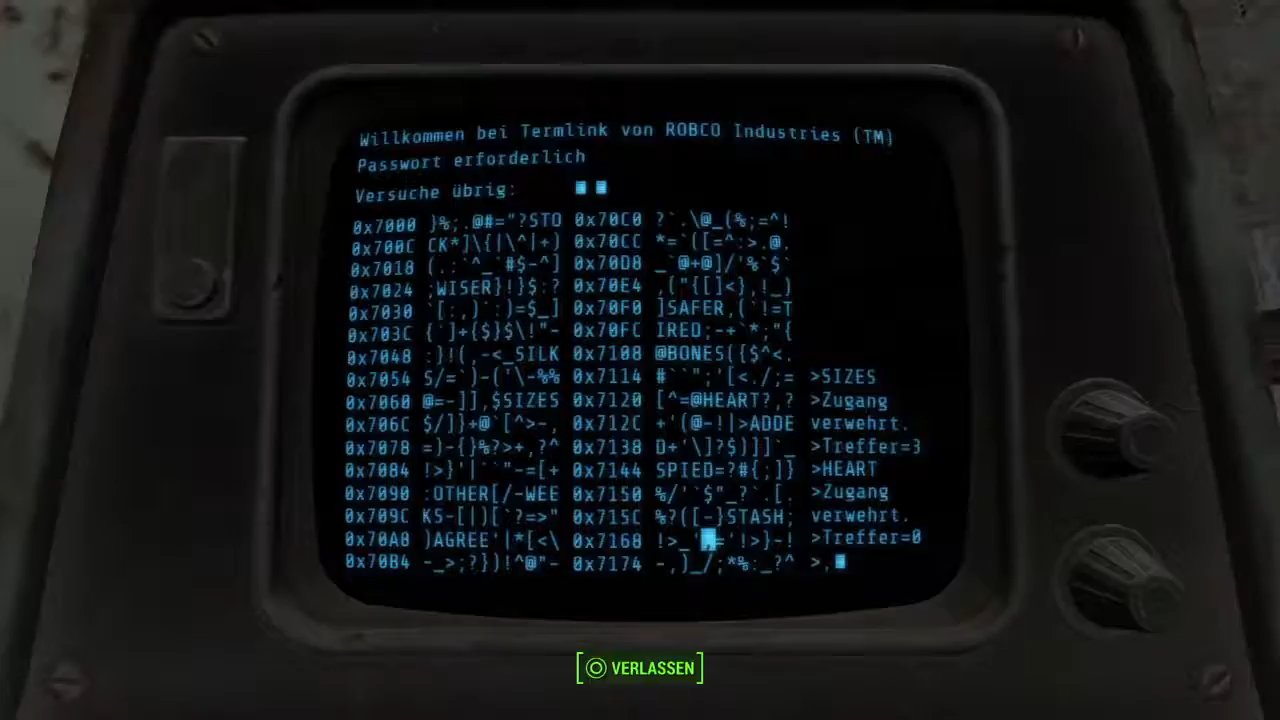 Willkommen bei Termlink von ROBCO Industries (TM)
Passwort erforderlich
Versuche übrig:
0x7000 }%;.@#="?STO 0x70C0 ?`.\@_(%;=^!
0x700C CK*]\{|\^|+) 0x70CC *=`([=^:>.@.
0x7018 (.:`^_`#$-^] 0x70D8 _`@+@]/'%`$`
0x7024 ;WISER}!}$:? 0x70E4 ,("{[]<},!_)
0x7030 `[:,)`:)=$_] 0x70F0 ]SAFER,(`!=T
0x703C {`]÷{$}$\!"- 0x70FC IRED;-+`*;"{
0x7048 :}!(,-<_SILK 0x7108 @BONES({$^<.
0x7054 S/=`)-('\-%% 0x7114 #``";'[<./;= >SIZES
0x7060 @=-]],$SIZES 0x7120 [^=@HEART?,? >Zugang
0x706C $/]}+@`[^>-, 0x712C +'(@-!|>ADDE verwehrt.
0x7078 =)-{}%?>+,?^ 0x7138 D÷'\]?$)]]`_ >Treffer=3
0x7084 !>}'|``"-=[+ 0x7144 SPIED=?#{;]} >HEART
0x7090 :OTHER[/-WEE 0x7150 %/'`$"_?`.[. >Zugang
0x709C KS-[|)[`?=>" 0x715C %?([-}STASH; verwehrt.
0x70A8 )AGREE'|*[<\ 0x7168 !>_',='!>}-! >Treffer=0
0x70B4 -_>;?})!^@"- 0x7174 -,)_/;*%:_?^ >,
VERLASSEN